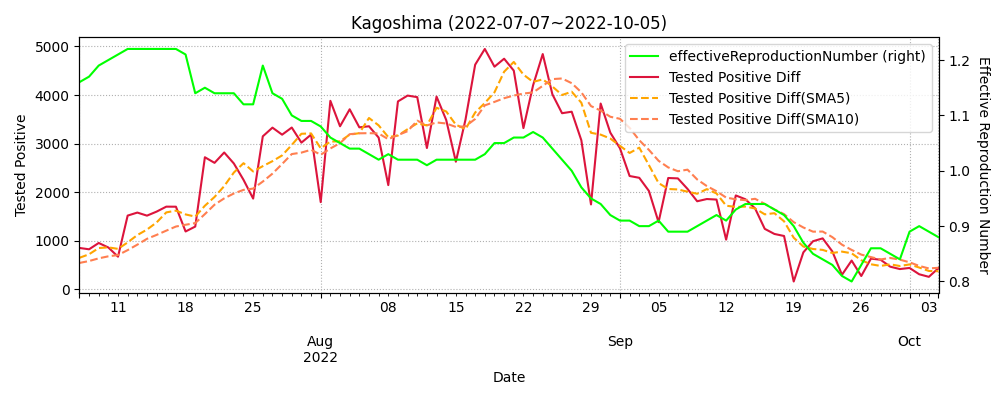 Kagoshima (2022-07-07~2022-10-05)
effectiveReproductionNumber (right)
Tested Positive Diff
Tested Positive Diff(SMA5)
Tested Positive Diff(SMA10)
Tested Positive
5000
4000
3000
2000
1000
0
1.2
1.1
1.0
0.9
0.8
Effective Reproduction Number
11 18 25 08 15 22 29 05 12 19 26 03
Aug Sep Oct
2022
Date